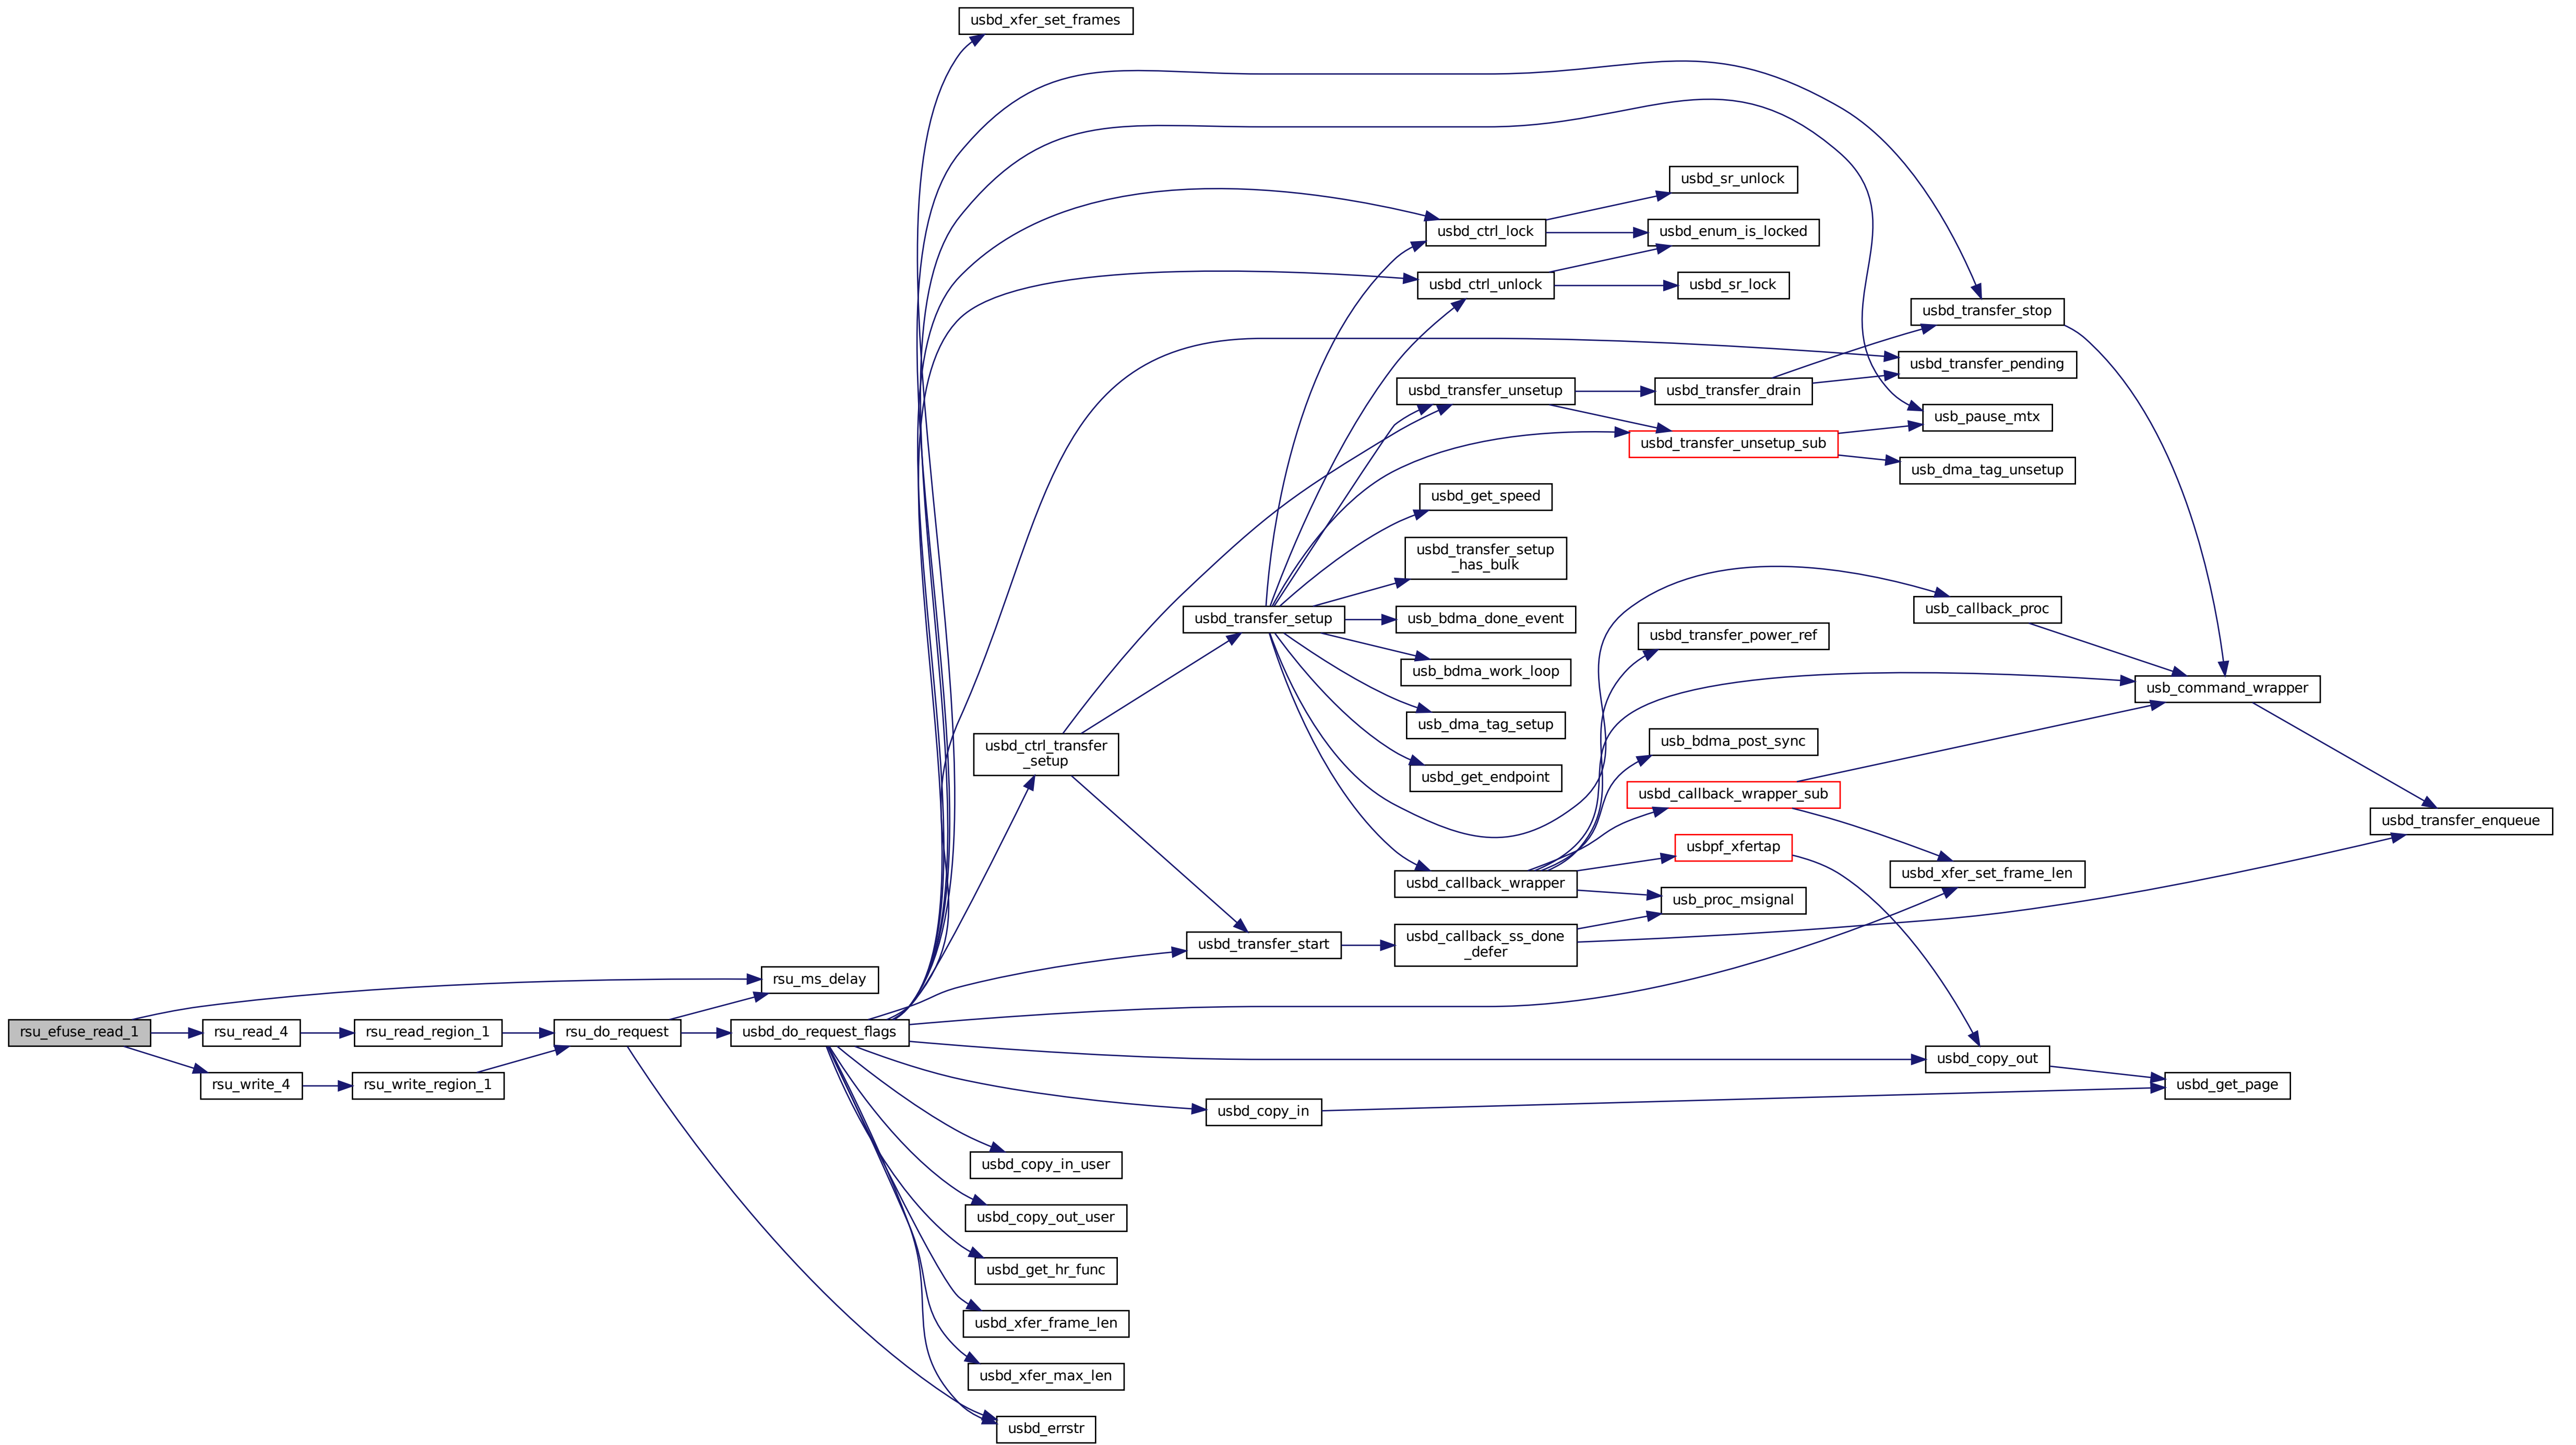 usbd_xfer_set_frames
usbd_sr_unlock
usbd_ctrl_lock
usbd_enum_is_locked
usbd_ctrl_unlock
usbd_sr_lock
usbd_transfer_stop
usbd_transfer_pending
usbd_transfer_unsetup
usbd_transfer_drain
usb_pause_mtx
usbd_transfer_unsetup_sub
usb_dma_tag_unsetup
usbd_get_speed
usbd_transfer_setup
_has_bulk
usb_callback_proc
usbd_transfer_setup
usb_bdma_done_event
usbd_transfer_power_ref
usb_bdma_work_loop
usb_command_wrapper
usb_dma_tag_setup
usbd_ctrl_transfer
_setup
usb_bdma_post_sync
usbd_get_endpoint
usbd_callback_wrapper_sub
usbd_transfer_enqueue
usbpf_xfertap
usbd_xfer_set_frame_len
usbd_callback_wrapper
usb_proc_msignal
usbd_transfer_start
usbd_callback_ss_done
_defer
rsu_ms_delay
rsu_efuse_read_1
rsu_read_4
rsu_read_region_1
rsu_do_request
usbd_do_request_flags
usbd_copy_out
rsu_write_4
rsu_write_region_1
usbd_get_page
usbd_copy_in
usbd_copy_in_user
usbd_copy_out_user
usbd_get_hr_func
usbd_xfer_frame_len
usbd_xfer_max_len
usbd_errstr